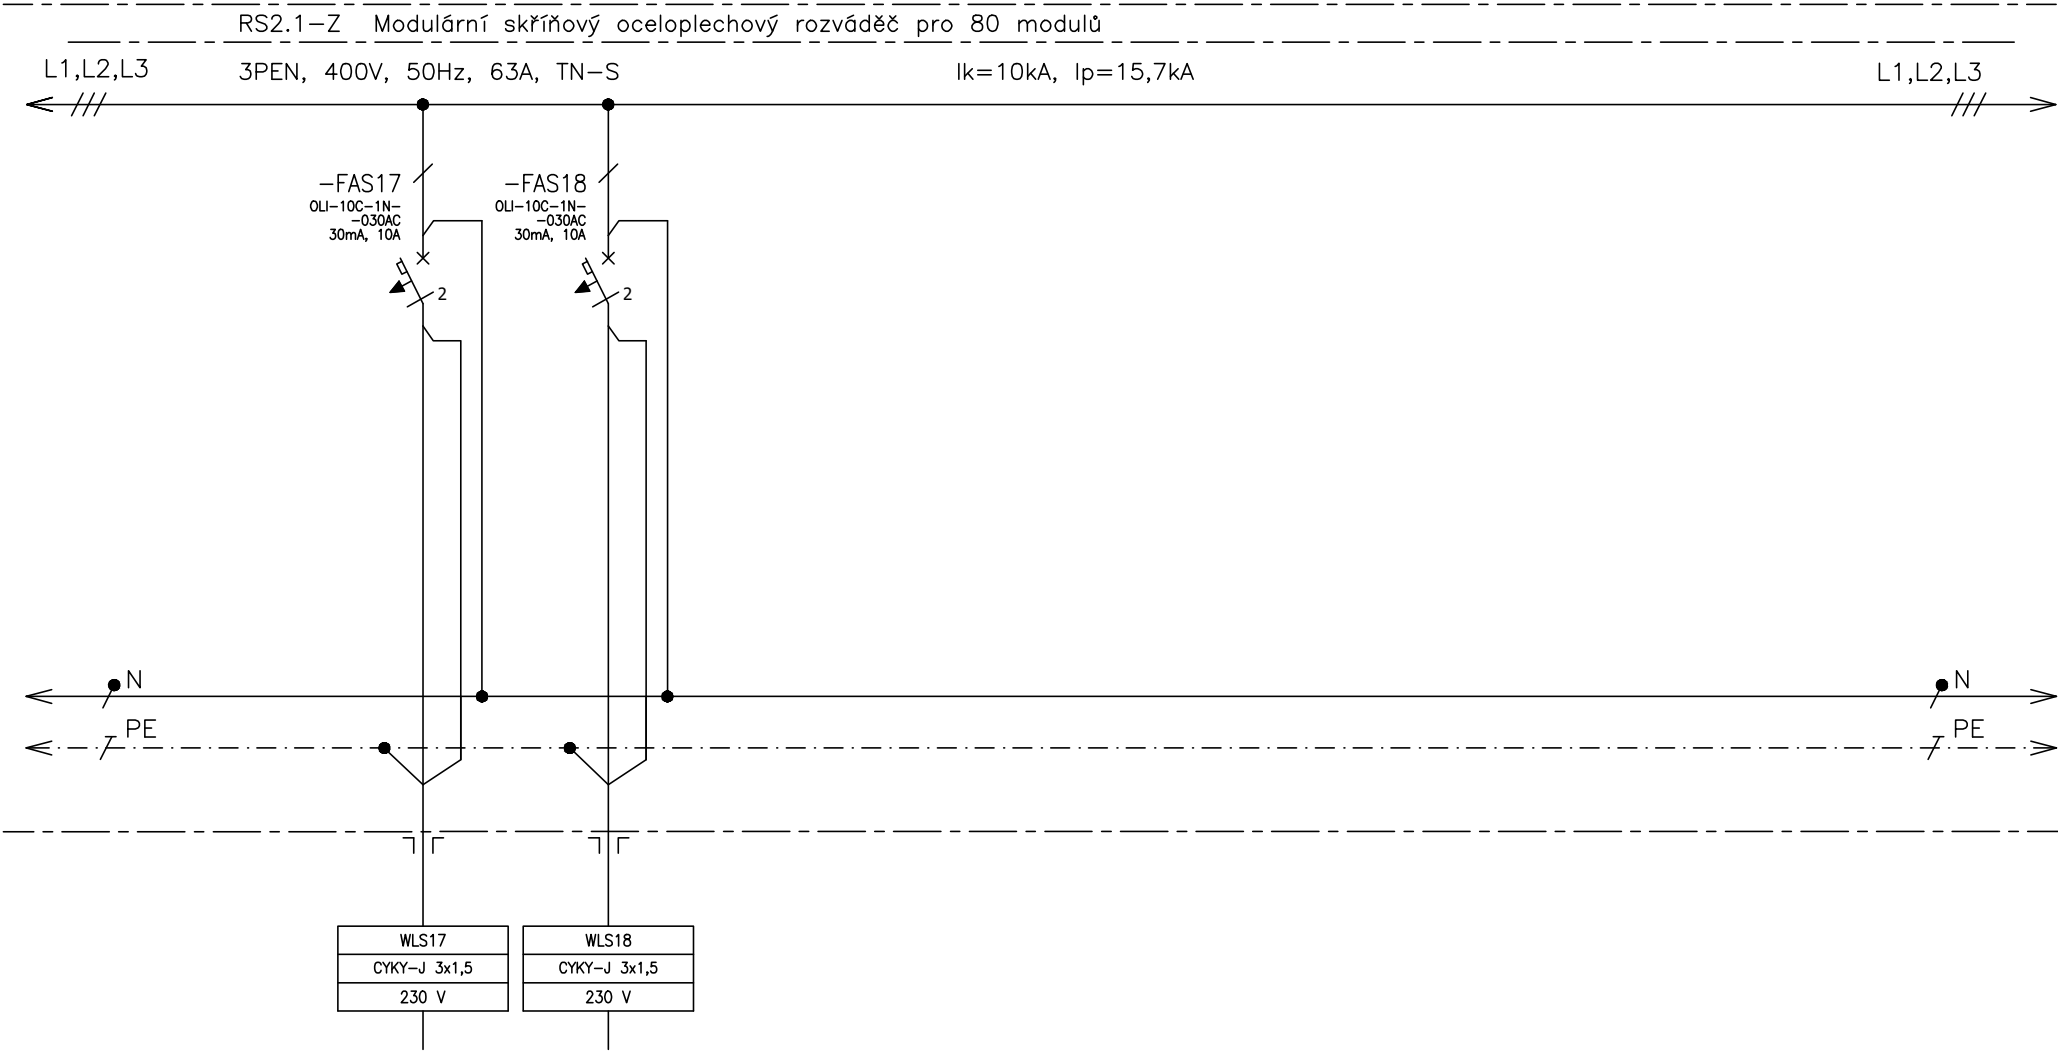 RS2.1-Z Modulární skříňový oceloplechový rozváděč pro 80 modulů
L1,L2,L3 3PEN, 400V, 50Hz, 63A, TN-S Ik=10kA, Ip=15,7kA L1,L2,L3
-FAS17 -FAS18
OLI-10C-1N- OLI-10C-1N-
-030AC -030AC
30mA, 10A 30mA, 10A
2 2
N N
PE PE
WLS17 WLS18
CYKY-J 3x1,5 CYKY-J 3x1,5
230 V 230 V